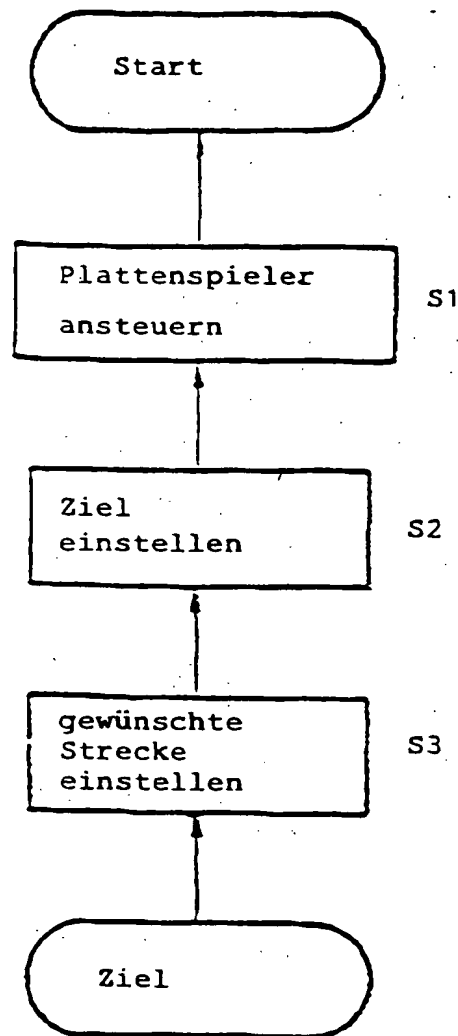 Start
Plattenspieler
ansteuern
S1
Ziel
einstellen
S2
gewünschte
Strecke
einstellen
S3
Ziel